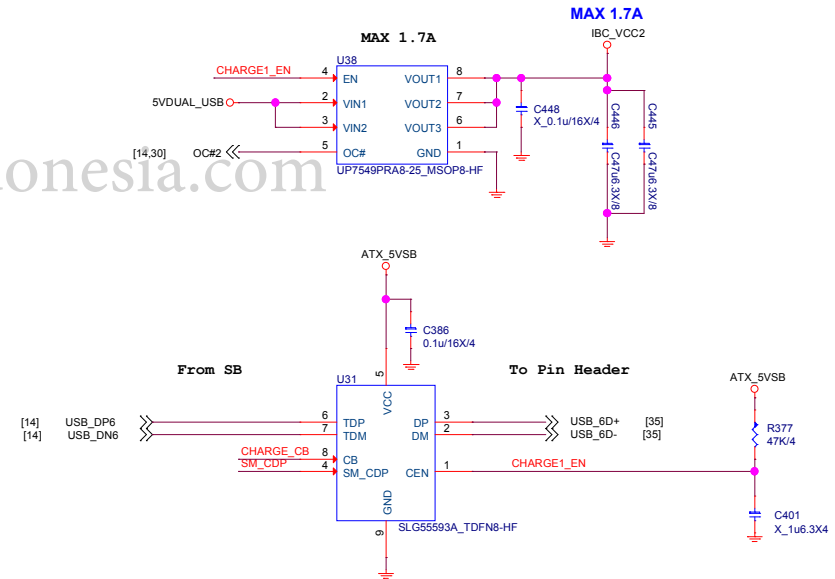 MAX 1.7A
MAX 1.7A
IBC_VCC2
U38
CHARGE1_EN 4 EN VOUT1 8
5VDUAL_USB 2 VIN1 VOUT2 7
3 VIN2 VOUT3 6
[14,30] OC#2 5 OC# GND 1
UP7549PRA8-25_MSOP8-HF
C448
X_0.1u/16X/4
C446
C47u6.3X/8
C445
C47u6.3X/8
onesia.com
ATX_5VSB
C386
0.1u/16X/4
From SB
To Pin Header
ATX_5VSB
U31
5
VCC
[14] USB_DP6 6 TDP DP 3 USB_6D+ [35]
[14] USB_DN6 7 TDM DM 2 USB_6D- [35]
CHARGE_CB 8 CB
SM_CDP 4 SM_CDP CEN 1 CHARGE1_EN
GND
9
SLG55593A_TDFN8-HF
R377
47K/4
C401
X_1u6.3X4